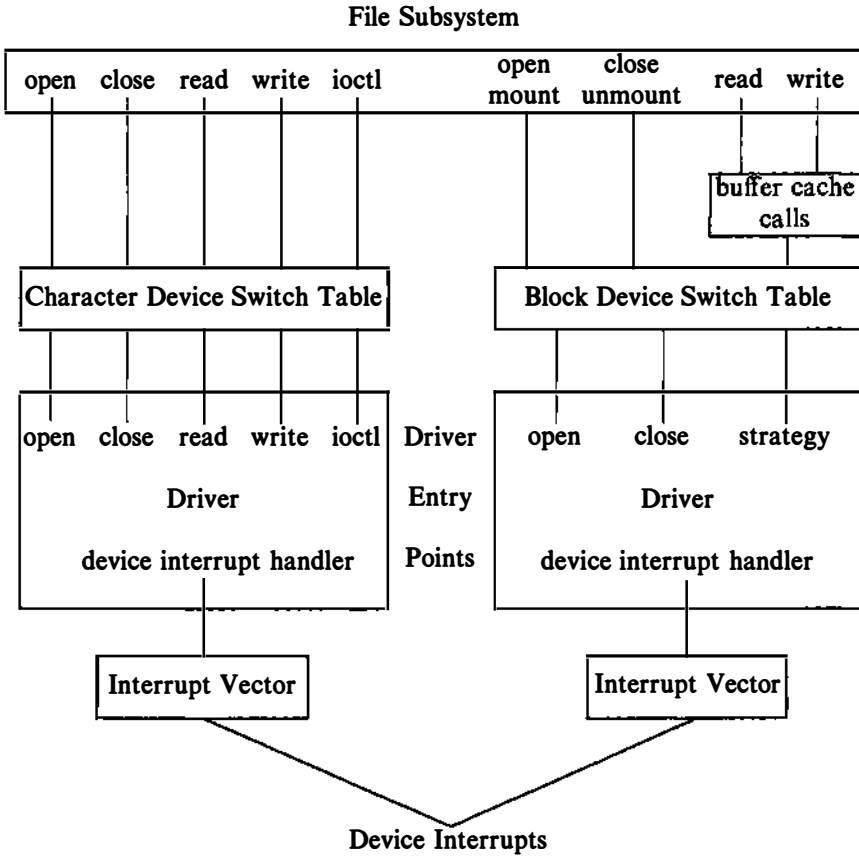 File Subsystem
open close read write ioctl
open mount
close unmount
read write
buffer cache
calls
Character Device Switch Table
Block Device Switch Table
open close read write ioctl
Driver
open close strategy
Driver
Entry
Driver
device interrupt handler
Points
device interrupt handler
Interrupt Vector
Interrupt Vector
Device Interrupts